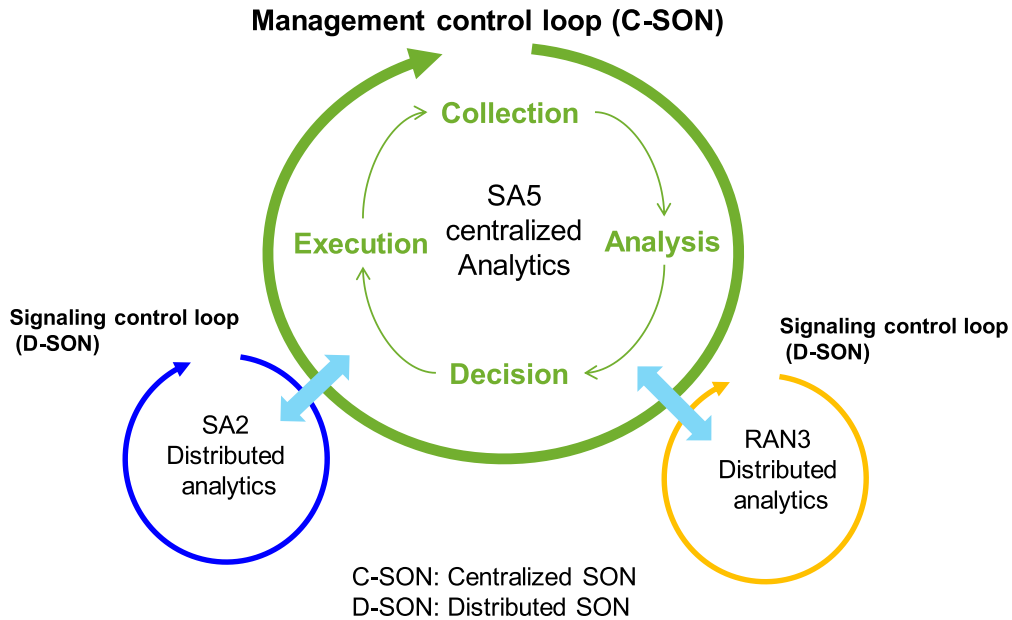 Management control loop (C-SON)
Collection
SA5
centralized
Analytics
Execution
Analysis
Decision
Signaling control loop
(D-SON)
SA2
Distributed
analytics
Signaling control loop
(D-SON)
RAN3
Distributed
analytics
C-SON: Centralized SON
D-SON: Distributed SON